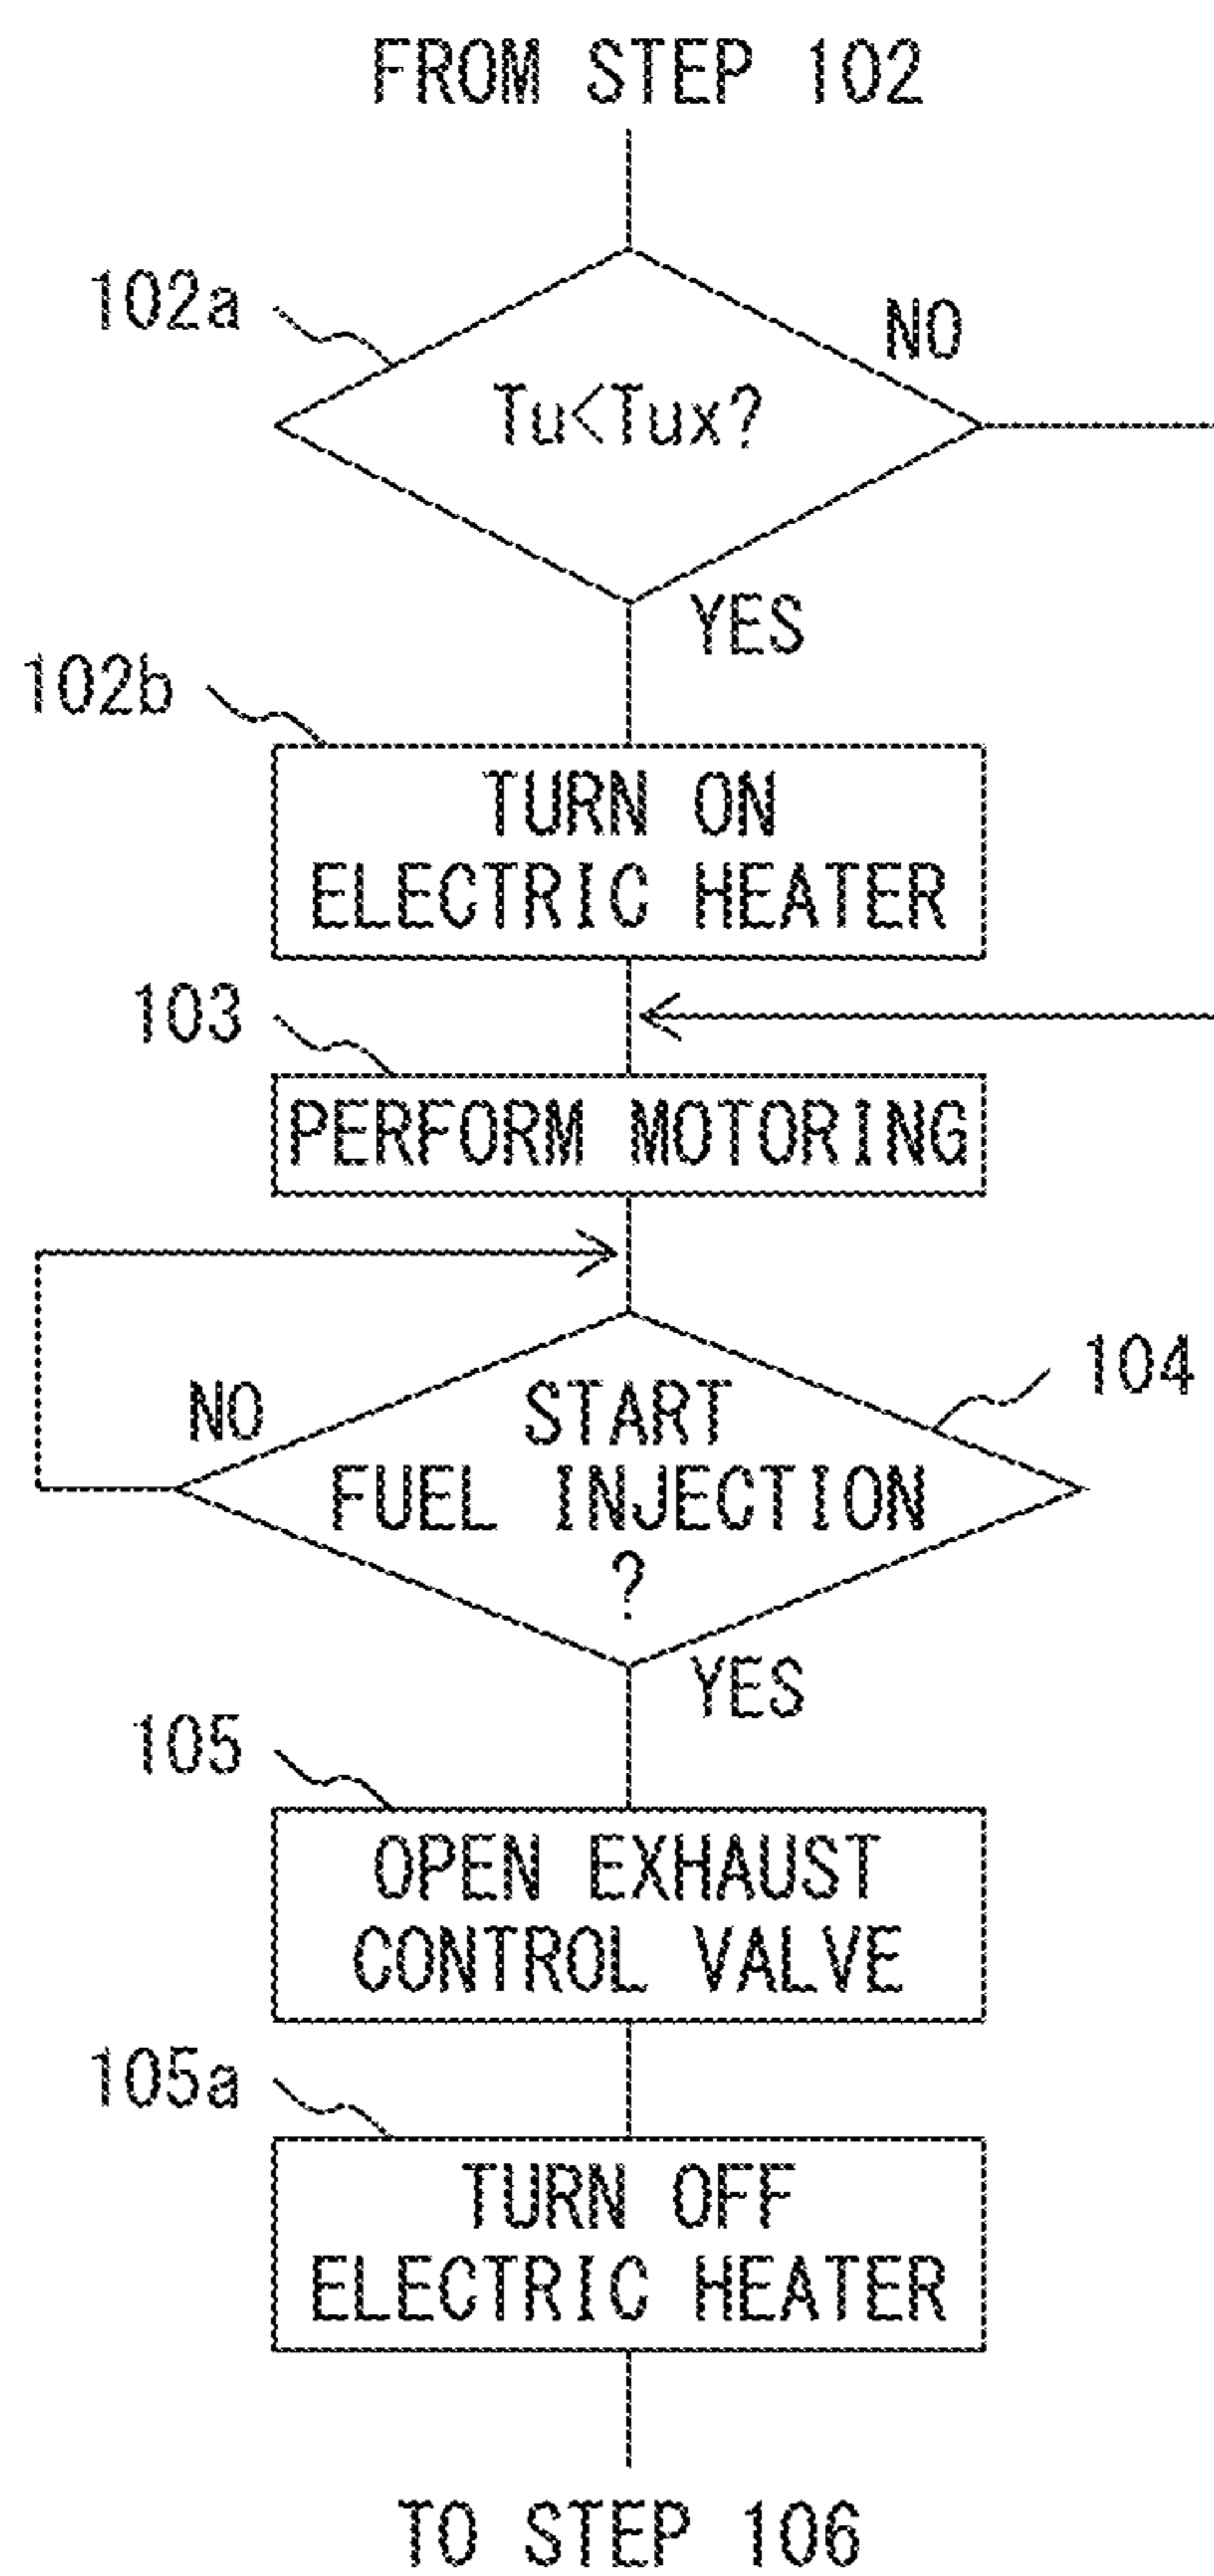 FROM STEP 102
102a
NO
Tu<Tux?
YES
102b
TURN ON
ELECTRIC HEATER
103
PERFORM MOTORING
104
NO
START
FUEL INJECTION
?
YES
105
OPEN EXHAUST
CONTROL VALVE
105a
TURN OFF
ELECTRIC HEATER
TO STEP 106